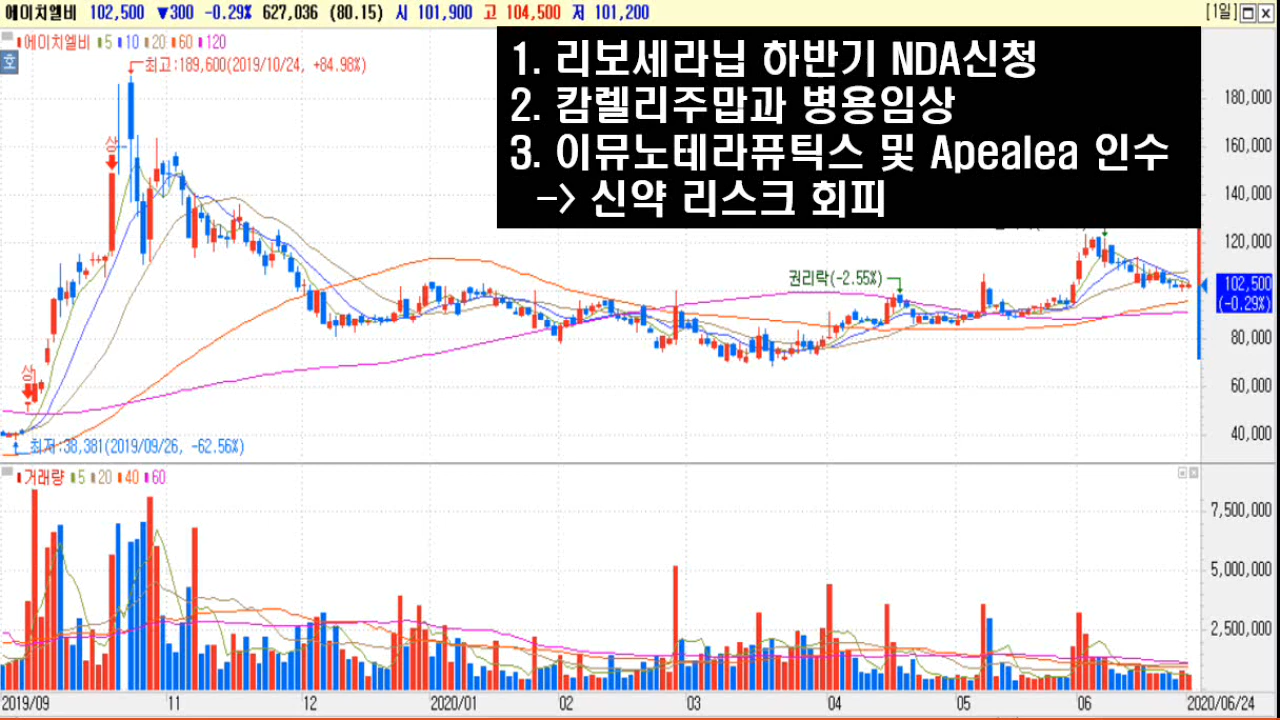 에이치엘비 102,500 ▼300 -0.29% 627,036 (80.15) 시 101,900 고 104,500 저 101,200 [1일]
에이치엘비 5 10 20 60 120
호
최고:189,600(2019/10/24, +84.98%)
1. 리보세라닙 하반기 NDA신청
2. 캄렐리주맙과 병용임상
3. 이뮤노테라퓨틱스 및 Apealea 인수
-> 신약 리스크 회피
상
상
권리락(-2.55%)
최저:38,381(2019/09/26, -62.56%)
180,000
160,000
140,000
120,000
102,500
(-0.29%)
80,000
60,000
40,000
거래량 5 20 40 60
7,500,000
5,000,000
2,500,000
2019/09 11 12 2020/01 02 03 04 05 06 2020/06/24